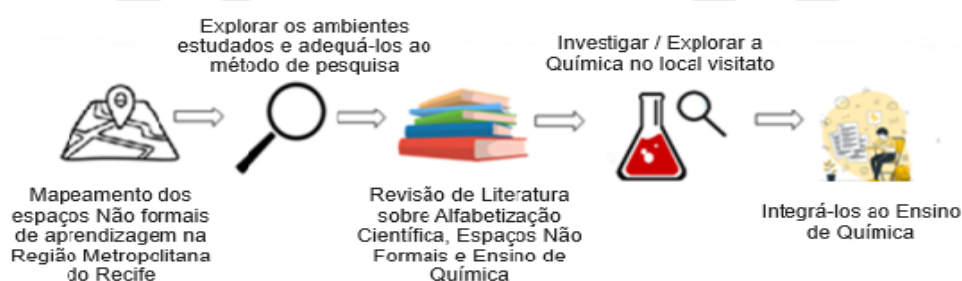 Mapeamento dos
espaços Não formais
de aprendizagem na
Região Metropolitana
do Recife
Explorar os ambientes
estudados e adequá-los ao
método de pesquisa
Revisão de Literatura
sobre Alfabetização
Científica, Espaços Não
Formais e Ensino de
Química
Investigar / Explorar a
Química no local visitato
Integrá-los ao Ensino
de Química